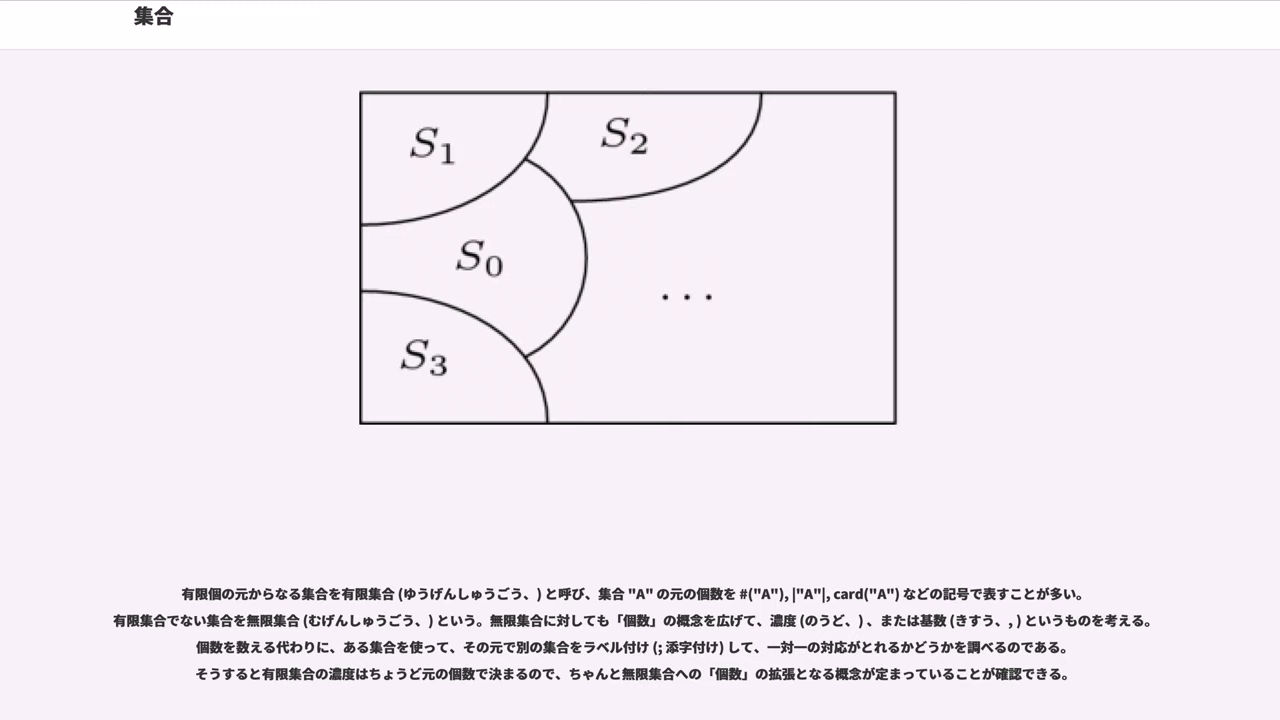 集合
S1
S2
S0
...
S3
有限個の元からなる集合を有限集合 (ゆうげんしゅうごう、) と呼び、集合 "A" の元の個数を #("A"), |"A"|, card("A") などの記号で表すことが多い。
有限集合でない集合を無限集合 (むげんしゅうごう、) という。無限集合に対しても「個数」の概念を広げて、濃度 (のうど、) 、または基数 (きすう、, ) というものを考える。
個数を数える代わりに、ある集合を使って、その元で別の集合をラベル付け (; 添字付け) して、一対一の対応がとれるかどうかを調べるのである。
そうすると有限集合の濃度はちょうど元の個数で決まるので、ちゃんと無限集合への「個数」の拡張となる概念が定まっていることが確認できる。